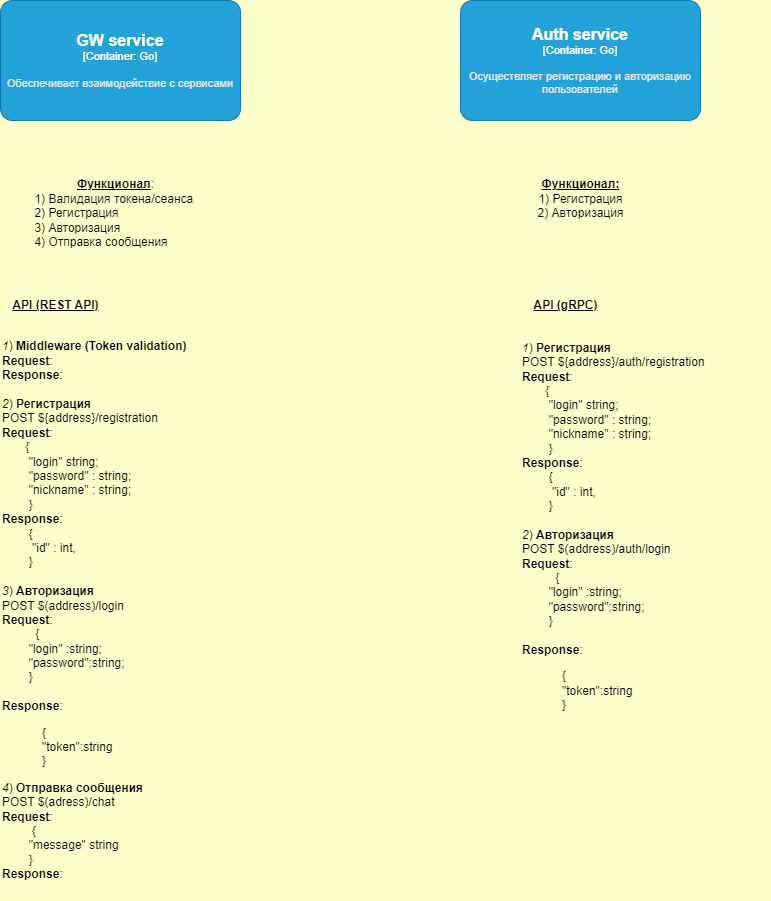 GW service
[Container: Go]
Обеспечивает взаимодействие с сервисами
Функционал:
1) Валидация токена/сеанса
2) Регистрация
3) Авторизация
4) Отправка сообщения
API (REST API)
1) Middleware (Token validation)
Request:
Response:
2) Регистрация
POST ${address}/registration
Request:
{
"login" string;
"password" : string;
"nickname" : string;
}
Response:
{
"id" : int,
}
3) Авторизация
POST $(address)/login
Request:
{
"login" :string;
"password":string;
}
Response:
{
"token":string
}
4) Отправка сообщения
POST $(adress)/chat
Request:
{
"message" string
}
Response:
Auth service
[Container: Go]
Осуществляет регистрацию и авторизацию
пользователей
Функционал:
1) Регистрация
2) Авторизация
API (gRPC)
1) Регистрация
POST ${address}/auth/registration
Request:
{
"login" string;
"password" : string;
"nickname" : string;
}
Response:
{
"id" : int,
}
2) Авторизация
POST $(address)/auth/login
Request:
{
"login" :string;
"password":string;
}
Response:
{
"token":string
}